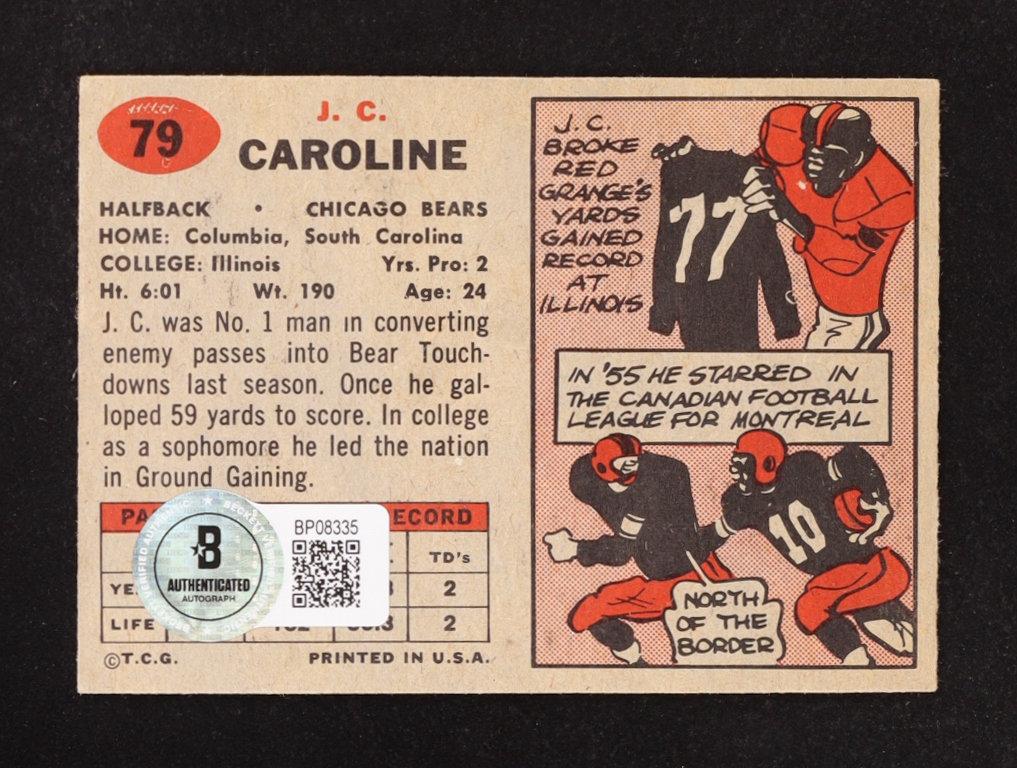 79
J. C.
CAROLINE
HALFBACK • CHICAGO BEARS
HOME: Columbia, South Carolina
COLLEGE: Illinois Yrs. Pro: 2
Ht. 6:01 Wt. 190 Age: 24
J. C. was No. 1 man in converting
enemy passes into Bear Touch-
downs last season. Once he gal-
loped 59 yards to score. In college
as a sophomore he led the nation
in Ground Gaining.
PA ECORD
TD's
YE 2
LIFE 2
©T.C.G. PRINTED IN U.S.A.
B
AUTHENTICATED
AUTOGRAPH
BP08335
J. C.
BROKE
RED
GRANGE'S
YARDS
GAINED
RECORD
AT
ILLINOIS
77
IN '55 HE STARRED IN
THE CANADIAN FOOTBALL
LEAGUE FOR MONTREAL
10
NORTH
OF THE
BORDER